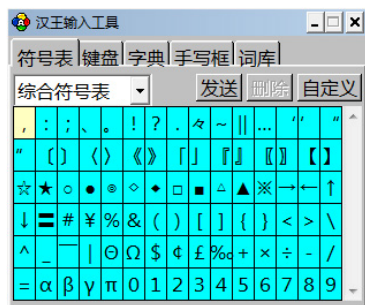 汉王输入工具
符号表 键盘 字典 手写框 词库
综合符号表 发送 删除 自定义
, : ; 、 。 ! ? . 々 ~ ‖ … ' ′ "
〃 〔 〕 〈 〉 《 》 「 」 『 』 〖 〗 【 】
☆ ★ ○ ● ◎ ◇ ◆ □ ■ △ ▲ ※ → ← ↑
↓ 〓 # ¥ % & ( ) [ ] { } < > \
^ _ ‾ | Θ Ω $ ¢ £ ‰ + × ÷ - /
= α β γ π 0 1 2 3 4 5 6 7 8 9